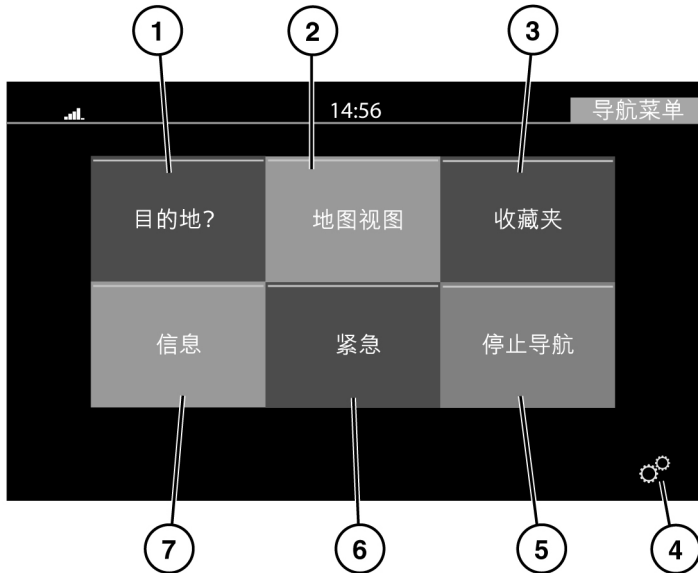 1 2 3
14:56 导航菜单
目的地? 地图视图 收藏夹
信息 紧急 停止导航
7 6 5 4